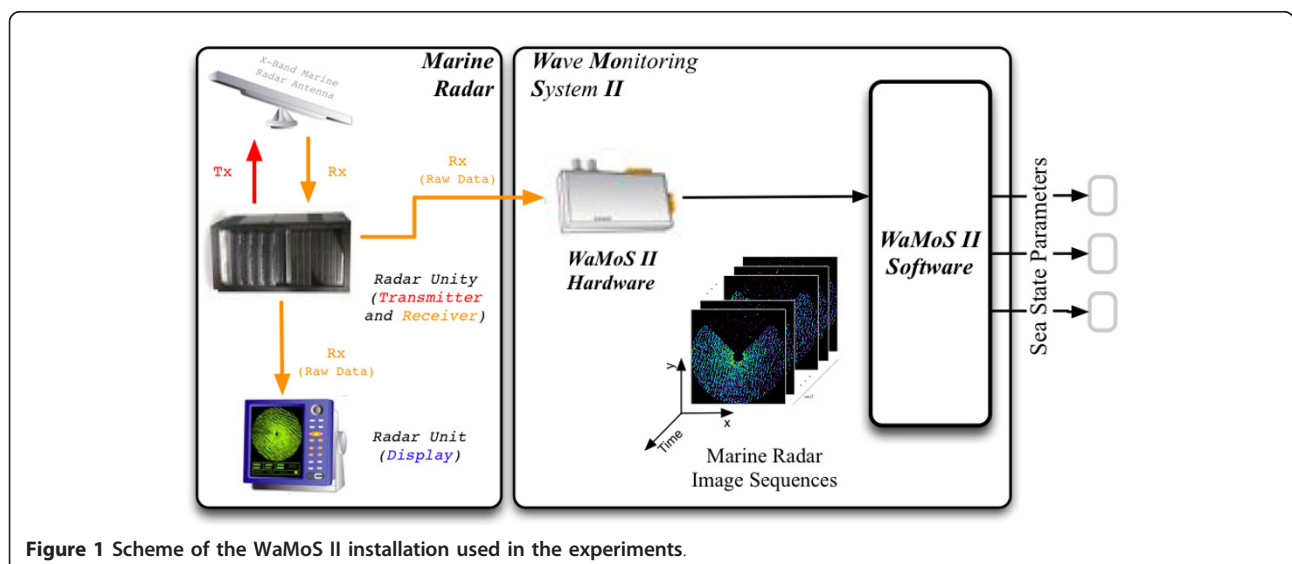 X-Band Marine
Radar Antenna
Marine
Radar
Tx
Rx
Rx
(Raw Data)
Radar Unity
(Transmitter
and Receiver)
Rx
(Raw Data)
Radar Unit
(Display)
Wave Monitoring
System II
WaMoS II
Hardware
y
x
Time
Marine Radar
Image Sequences
WaMoS II
Software
Sea State Parameters
Figure 1 Scheme of the WaMoS II installation used in the experiments.